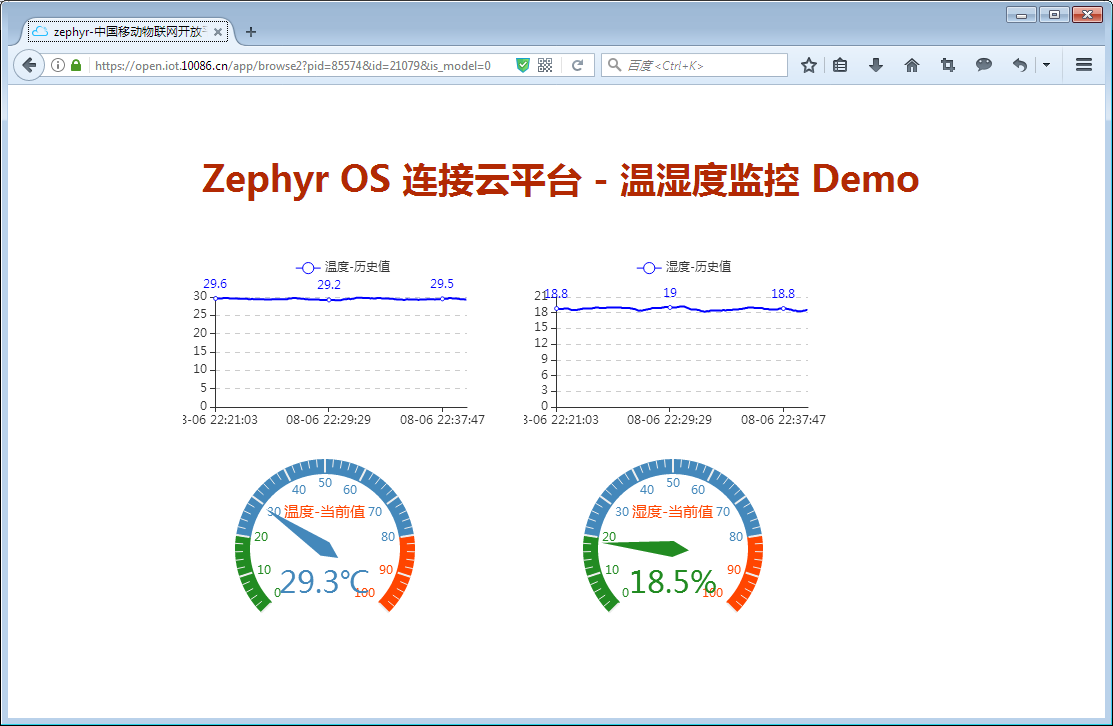 zephyr-中国移动物联网开放
https://open.iot.10086.cn/app/browse2?pid=85574&id=21079&is_model=0
百度 <Ctrl+K>
Zephyr OS 连接云平台 - 温湿度监控 Demo
温度-历史值
29.6 29.2 29.5
30
25
20
15
10
5
0
3-06 22:21:03 08-06 22:29:29 08-06 22:37:47
湿度-历史值
18.8 19 18.8
21
18
15
12
9
6
3
0
3-06 22:21:03 08-06 22:29:29 08-06 22:37:47
温度-当前值
0 10 20 30 40 50 60 70 80 90 100
29.3℃
湿度-当前值
0 10 20 30 40 50 60 70 80 90 100
18.5%